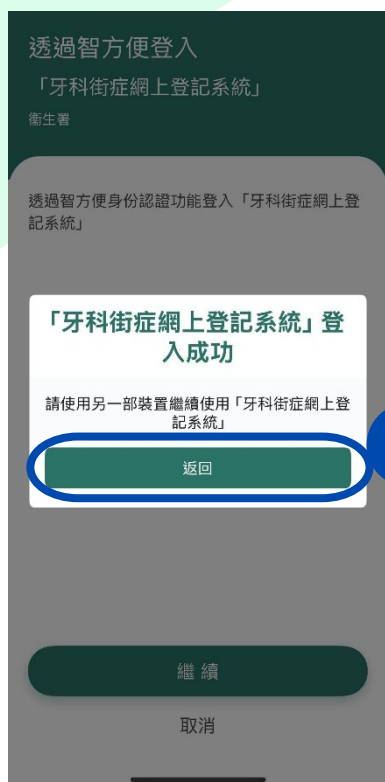 透過智方便登入
「牙科街症網上登記系統」
衞生署
透過智方便身份認證功能登入「牙科街症網上登
記系統」
「牙科街症網上登記系統」登
入成功
請使用另一部裝置繼續使用「牙科街症網上登
記系統」
返回
繼續
取消